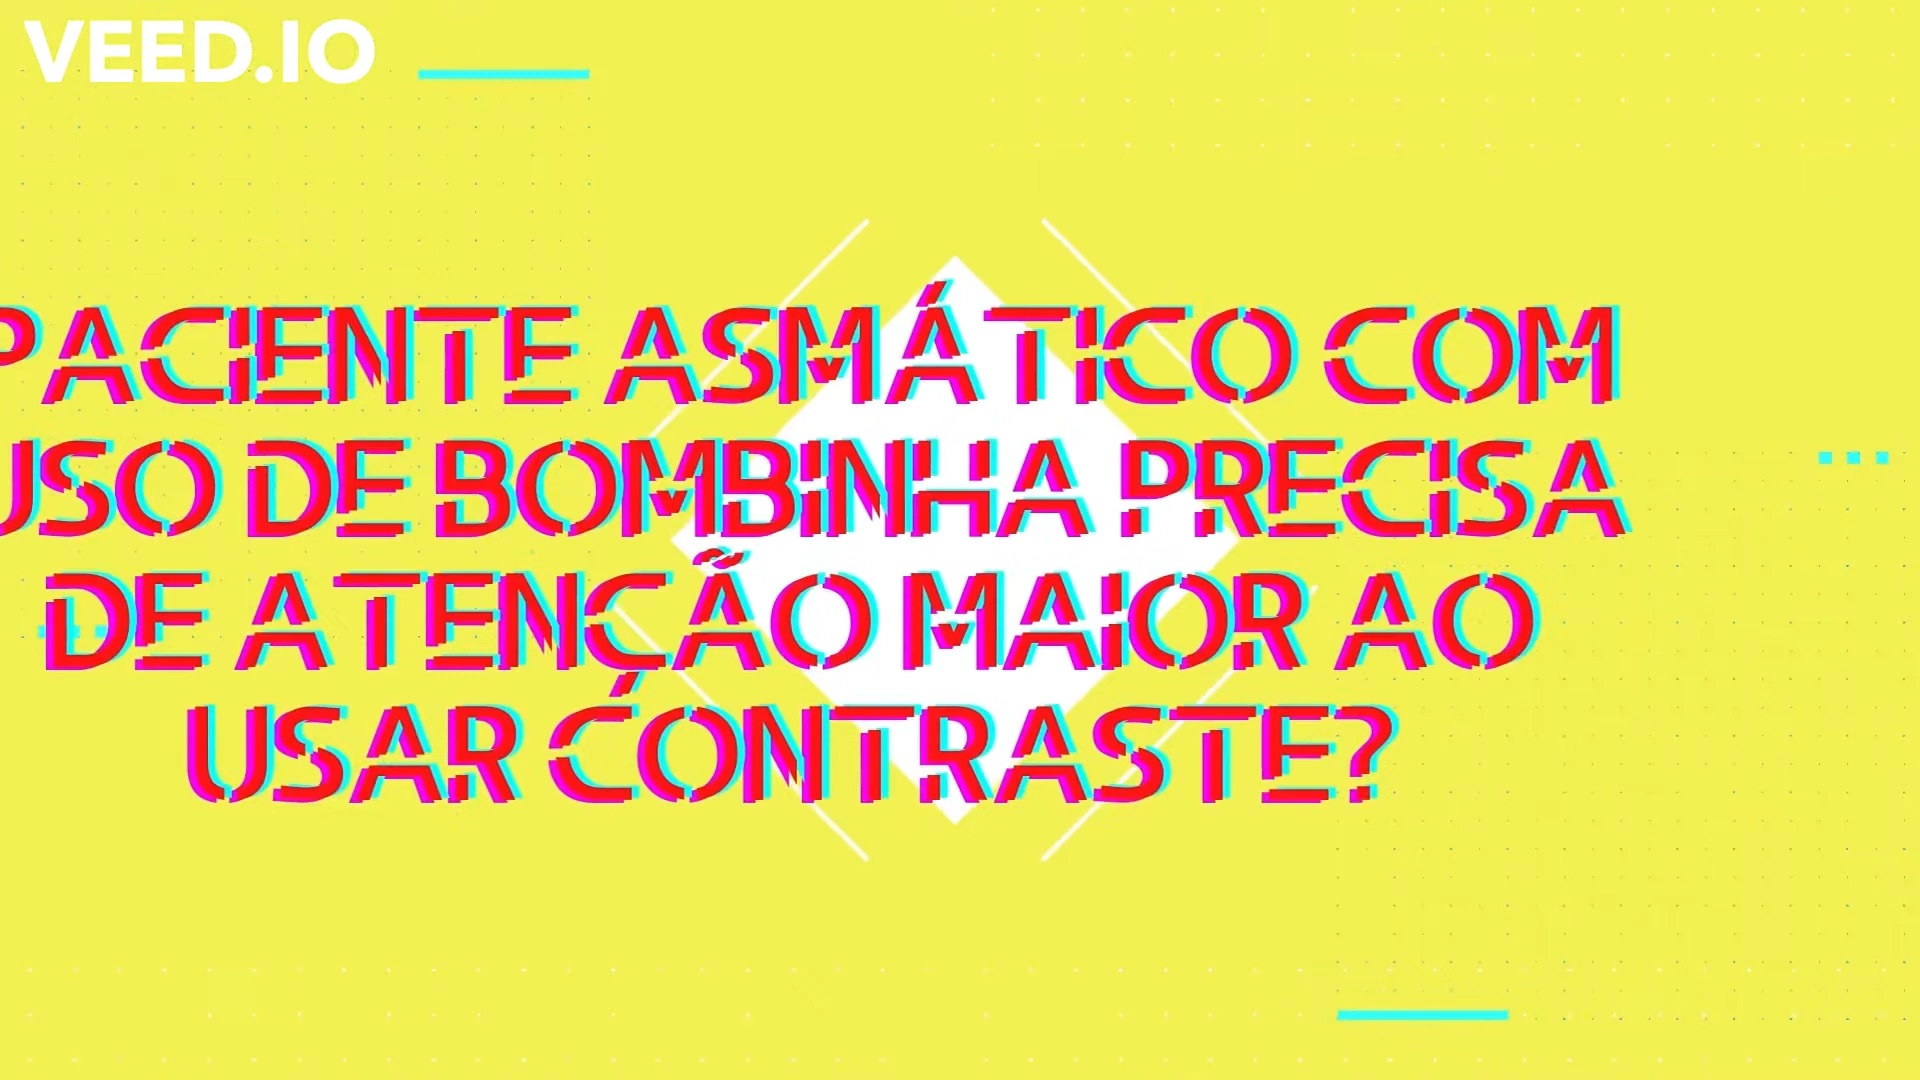 VEED.IO
PACIENTE ASMÁTICO COM
USO DE BOMBINHA PRECISA
DE ATENÇÃO MAIOR AO
USAR CONTRASTE?